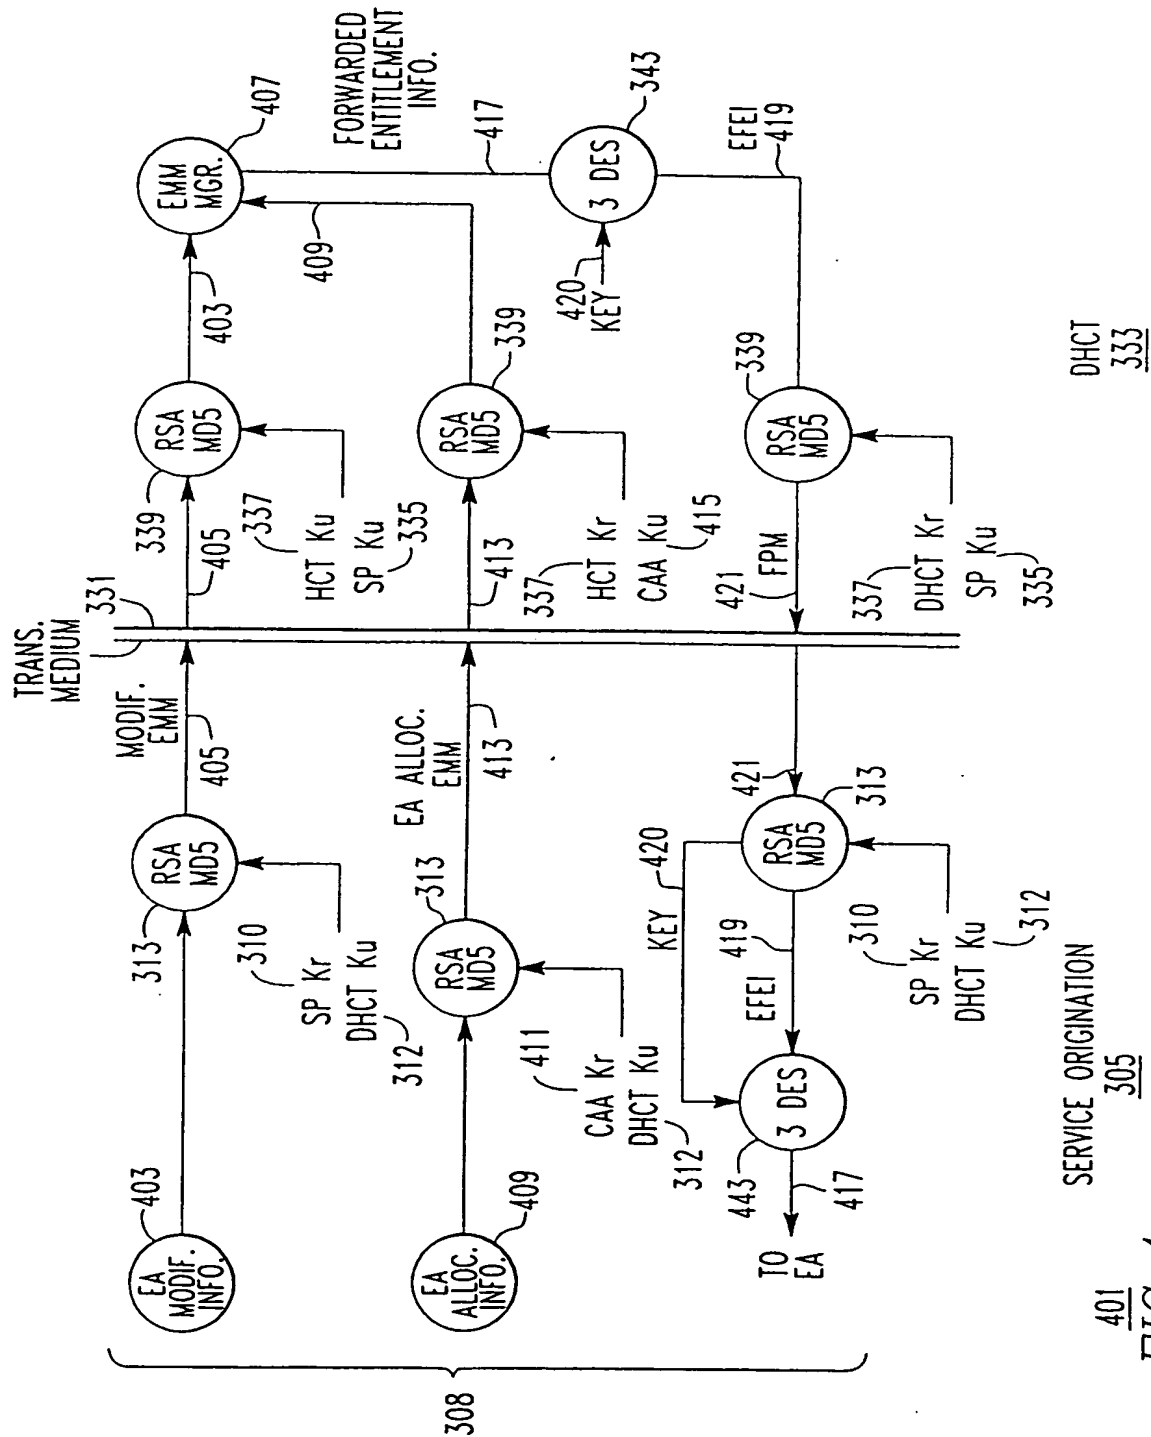 TRANS.
MEDIUM
331
EA
MODIF.
INFO.
403
RSA
MD5
313
310
SP Kr
DHCT Ku
312
MODIF.
EMM
405
405
339
RSA
MD5
337
HCT Ku
SP Ku
335
403
EMM
MGR.
407
EA
ALLOC.
INFO.
409
RSA
MD5
313
411
CAA Kr
DHCT Ku
312
EA ALLOC.
EMM
413
413
RSA
MD5
339
337
HCT Kr
CAA Ku
415
409
FORWARDED
ENTITLEMENT
INFO.
417
3 DES
343
420
KEY
EFEI
419
TO
EA
417
3 DES
443
KEY
420
EFEI
419
RSA
MD5
313
310
SP Kr
DHCT Ku
312
421
421
FPM
RSA
MD5
339
337
DHCT Kr
SP Ku
335
308
SERVICE ORIGINATION
305
DHCT
333
401